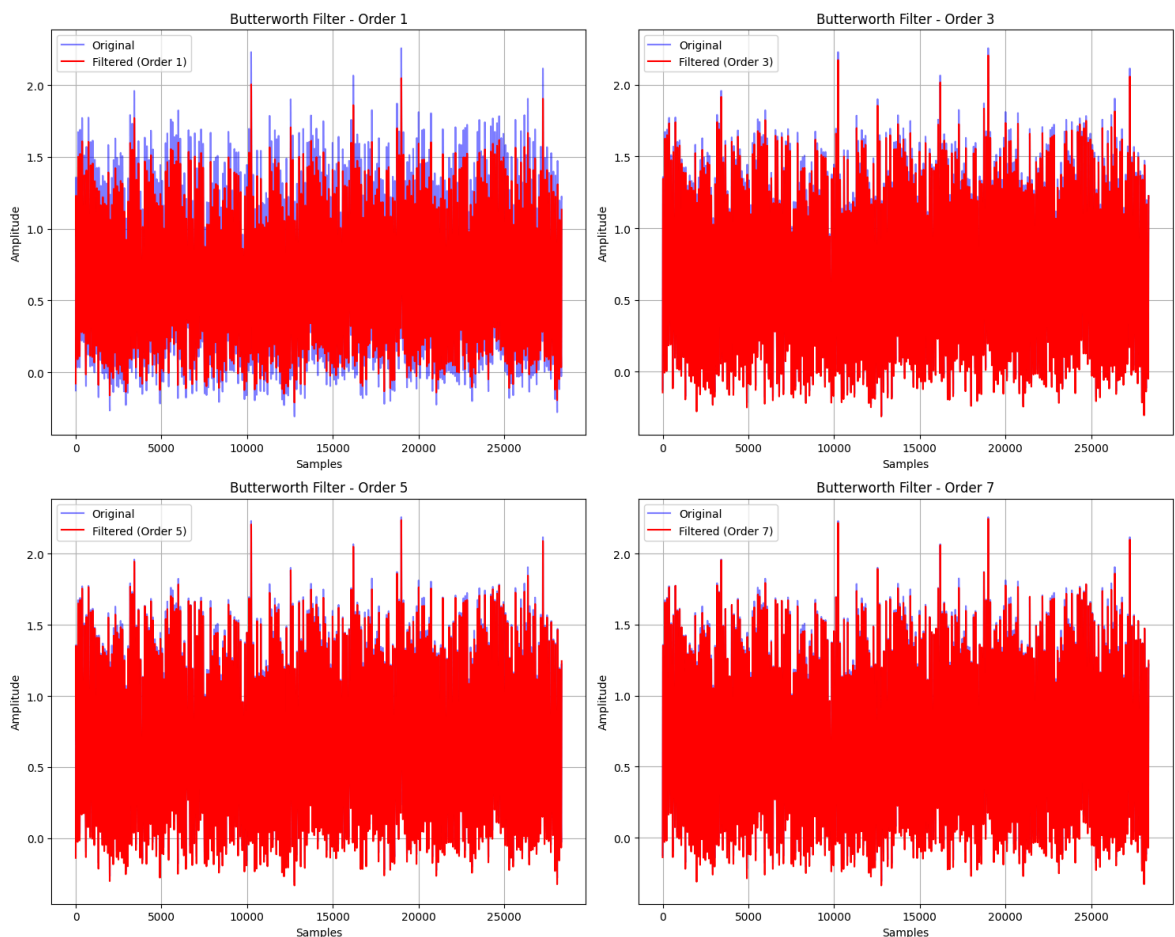 Butterworth Filter - Order 1
Original
Filtered (Order 1)
2.0
1.5
1.0
0.5
0.0
Amplitude
0
5000
10000
15000
20000
25000
Samples
Butterworth Filter - Order 3
Original
Filtered (Order 3)
2.0
1.5
1.0
0.5
0.0
Amplitude
0
5000
10000
15000
20000
25000
Samples
Butterworth Filter - Order 5
Original
Filtered (Order 5)
2.0
1.5
1.0
0.5
0.0
Amplitude
0
5000
10000
15000
20000
25000
Samples
Butterworth Filter - Order 7
Original
Filtered (Order 7)
2.0
1.5
1.0
0.5
0.0
Amplitude
0
5000
10000
15000
20000
25000
Samples